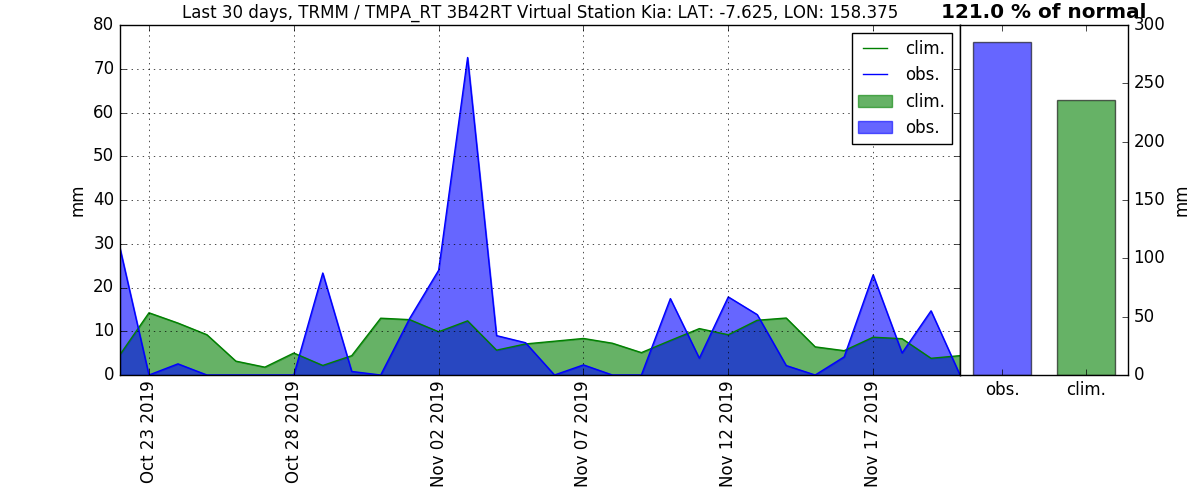 Last 30 days, TRMM / TMPA_RT 3B42RT Virtual Station Kia: LAT: -7.625, LON: 158.375
121.0 % of normal
80
70
60
50
40
30
20
10
0
mm
clim.
obs.
clim.
obs.
Oct 23 2019
Oct 28 2019
Nov 02 2019
Nov 07 2019
Nov 12 2019
Nov 17 2019
300
250
200
150
100
50
0
mm
obs.
clim.